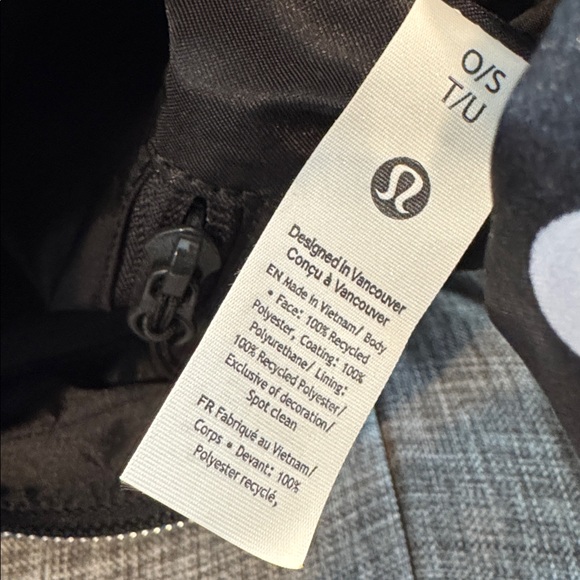 O/S
T/U
Designed in Vancouver
Conçu à Vancouver
EN Made in Vietnam/ Body
• Face: 100% Recycled
Polyester, Coating: 100%
Polyurethane/ Lining:
100% Recycled Polyester/
Exclusive of decoration/
Spot clean
FR Fabriqué au Vietnam/
Corps • Devant: 100%
Polyester recyclé,